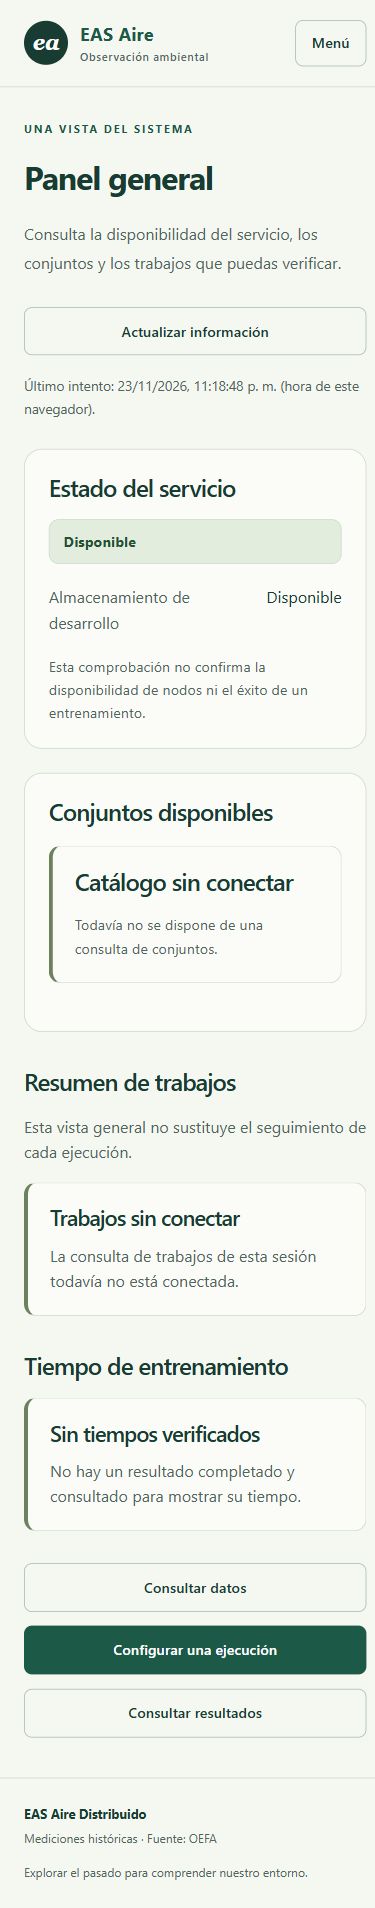 ea
EAS Aire
Observación ambiental
Menú
UNA VISTA DEL SISTEMA
Panel general
Consulta la disponibilidad del servicio, los
conjuntos y los trabajos que puedas verificar.
Actualizar información
Último intento: 23/11/2026, 11:18:48 p. m. (hora de este
navegador).
Estado del servicio
Disponible
Almacenamiento de
desarrollo
Disponible
Esta comprobación no confirma la
disponibilidad de nodos ni el éxito de un
entrenamiento.
Conjuntos disponibles
Catálogo sin conectar
Todavía no se dispone de una
consulta de conjuntos.
Resumen de trabajos
Esta vista general no sustituye el seguimiento de
cada ejecución.
Trabajos sin conectar
La consulta de trabajos de esta sesión
todavía no está conectada.
Tiempo de entrenamiento
Sin tiempos verificados
No hay un resultado completado y
consultado para mostrar su tiempo.
Consultar datos
Configurar una ejecución
Consultar resultados
EAS Aire Distribuido
Mediciones históricas · Fuente: OEFA
Explorar el pasado para comprender nuestro entorno.